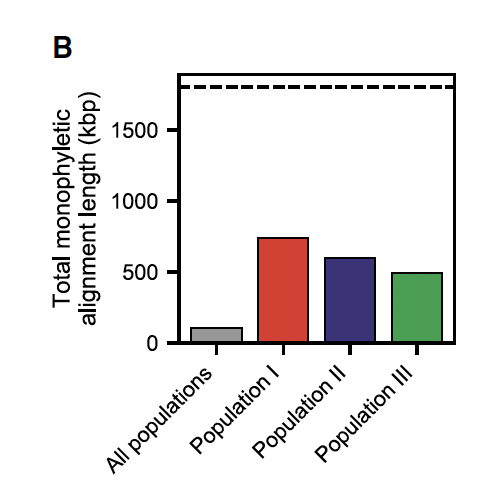 B
Total monophyletic
alignment length (kbp)
1500
1000
500
0
All populations
Population I
Population II
Population III